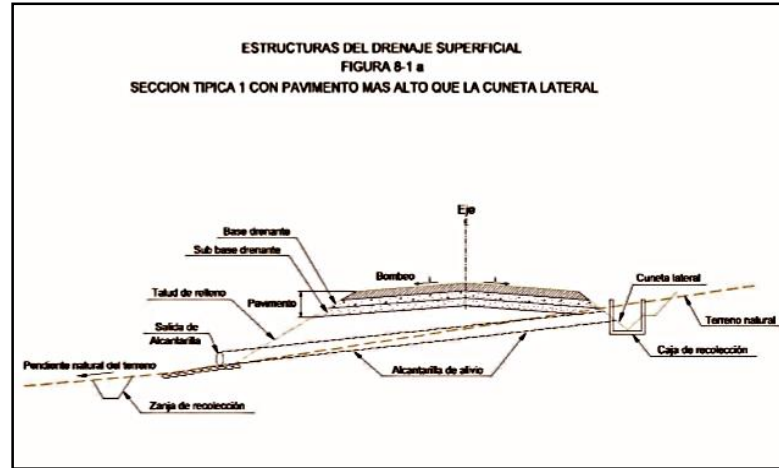 ESTRUCTURAS DEL DRENAJE SUPERFICIAL
FIGURA 8-1 a
SECCION TIPICA 1 CON PAVIMENTO MAS ALTO QUE LA CUNETA LATERAL
Eje
Base drenante
Sub base drenante
Bombeo
Cuneta lateral
Talud de relleno
Pavimento
Terreno natural
Salida de
Alcantarilla
Caja de recolección
Pendiente natural del terreno
Alcantarilla de alivio
Zanja de recolección